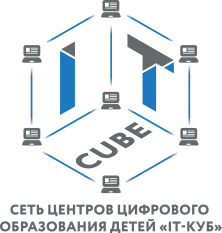 IT
CUBE
СЕТЬ ЦЕНТРОВ ЦИФРОВОГО
ОБРАЗОВАНИЯ ДЕТЕЙ «IT-КУБ»